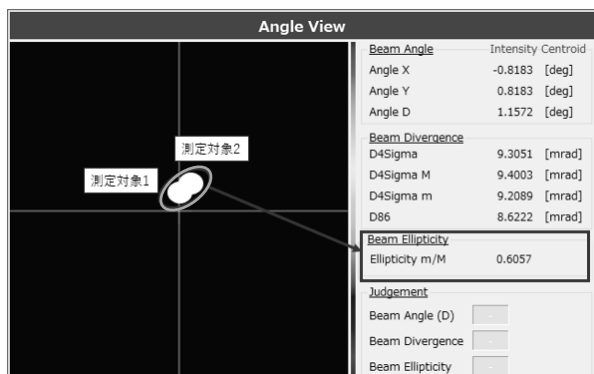 Angle View
測定対象2
測定対象1
Beam Angle Intensity Centroid
Angle X -0.8183 [deg]
Angle Y 0.8183 [deg]
Angle D 1.1572 [deg]
Beam Divergence
D4Sigma 9.3051 [mrad]
D4Sigma M 9.4003 [mrad]
D4Sigma m 9.2089 [mrad]
D86 8.6222 [mrad]
Beam Ellipticity
Ellipticity m/M 0.6057
Judgement
Beam Angle (D) -
Beam Divergence -
Beam Ellipticity -